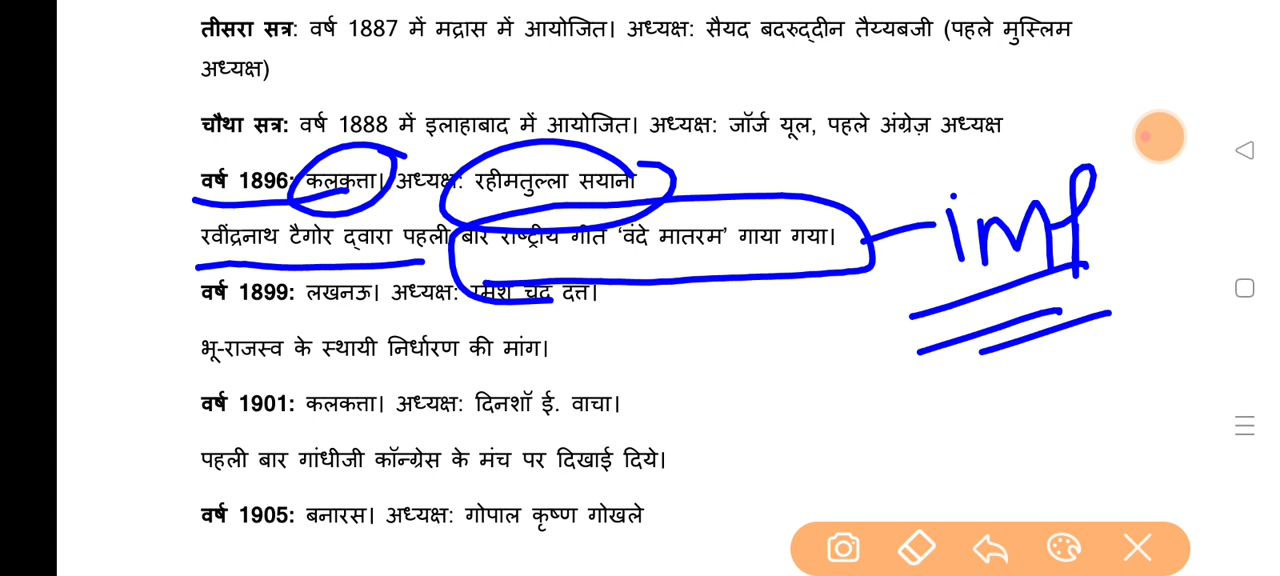 तीसरा सत्र: वर्ष 1887 में मद्रास में आयोजित। अध्यक्ष: सैयद बदरुद्दीन तैय्यबजी (पहले मुस्लिम
अध्यक्ष)
चौथा सत्र: वर्ष 1888 में इलाहाबाद में आयोजित। अध्यक्ष: जॉर्ज यूल, पहले अंग्रेज़ अध्यक्ष
वर्ष 1896: कलकत्ता। अध्यक्ष: रहीमतुल्ला सयानी
रवींद्रनाथ टैगोर द्वारा पहली बार राष्ट्रीय गीत ‘वंदे मातरम’ गाया गया।
imp
वर्ष 1899: लखनऊ। अध्यक्ष: रमेश चंद्र दत्त।
भू-राजस्व के स्थायी निर्धारण की मांग।
वर्ष 1901: कलकत्ता। अध्यक्ष: दिनशॉ ई. वाचा।
पहली बार गांधीजी कॉन्ग्रेस के मंच पर दिखाई दिये।
वर्ष 1905: बनारस। अध्यक्ष: गोपाल कृष्ण गोखले